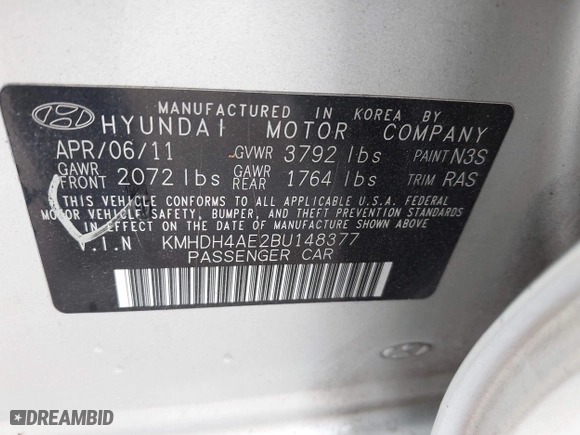 MANUFACTURED IN KOREA BY
HYUNDAI MOTOR COMPANY
APR/06/11 GVWR 3792 lbs PAINT N3S
GAWR FRONT 2072 lbs GAWR REAR 1764 lbs TRIM RAS
THIS VEHICLE CONFORMS TO ALL APPLICABLE U.S.A. FEDERAL
MOTOR VEHICLE SAFETY, BUMPER, AND THEFT PREVENTION
STANDARDS IN EFFECT ON THE DATE OF MANUFACTURE SHOWN ABOVE.
V.I.N KMHDH4AE2BU148377
PASSENGER CAR
DREAMBID